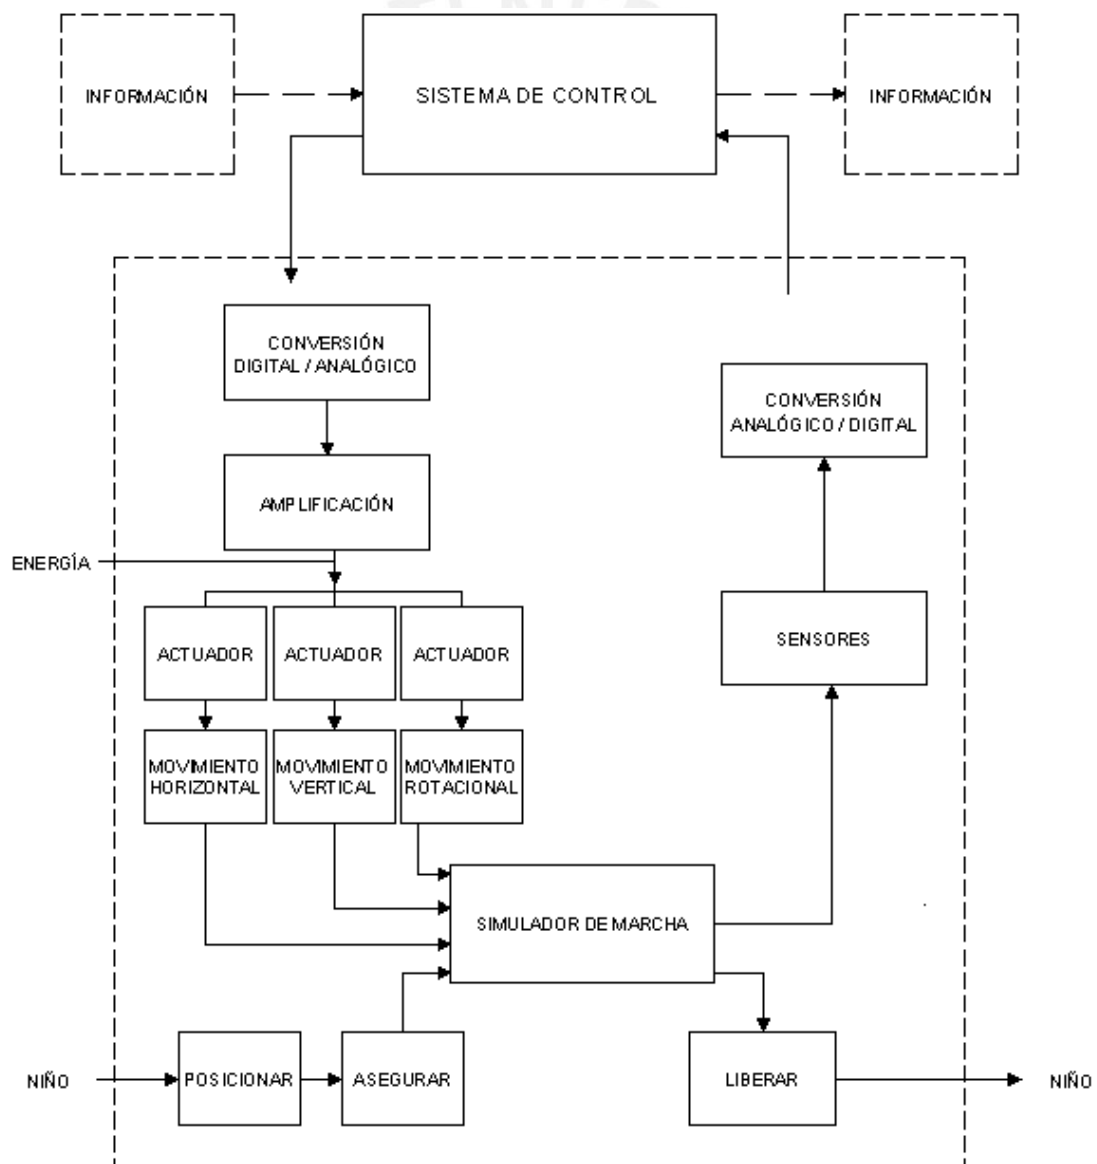 INFORMACIÓN
SISTEMA DE CONTROL
INFORMACIÓN
CONVERSIÓN
DIGITAL / ANALÓGICO
CONVERSIÓN
ANALÓGICO / DIGITAL
AMPLIFICACIÓN
ENERGÍA
ACTUADOR
ACTUADOR
ACTUADOR
SENSORES
MOVIMIENTO
HORIZONTAL
MOVIMIENTO
VERTICAL
MOVIMIENTO
ROTACIONAL
SIMULADOR DE MARCHA
NIÑO
POSICIONAR
ASEGURAR
LIBERAR
NIÑO